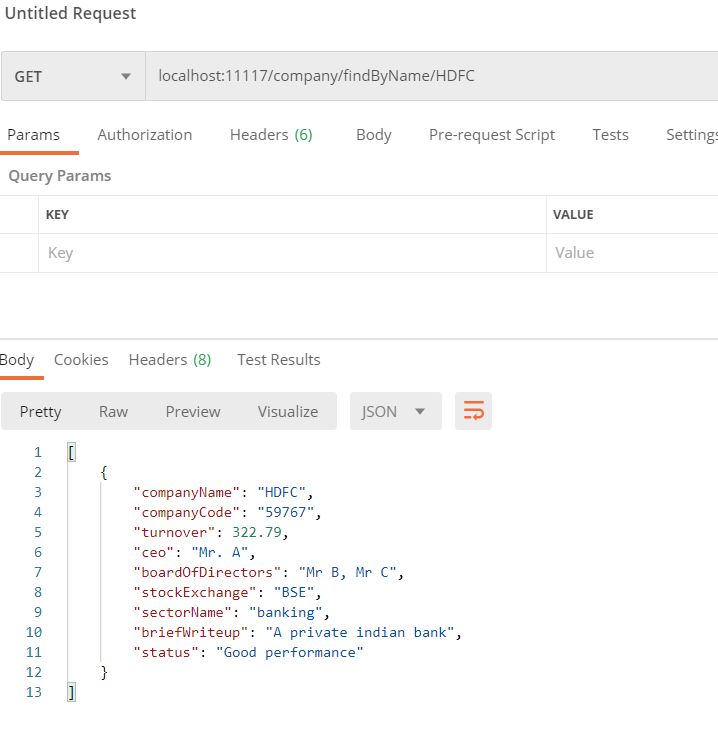 Untitled Request
GET localhost:11117/company/findByName/HDFC
Params Authorization Headers (6) Body Pre-request Script Tests Settings
Query Params
KEY VALUE
Key Value
Body Cookies Headers (8) Test Results
Pretty Raw Preview Visualize JSON
1 [
2 {
3 "companyName": "HDFC",
4 "companyCode": "59767",
5 "turnover": 322.79,
6 "ceo": "Mr. A",
7 "boardOfDirectors": "Mr B, Mr C",
8 "stockExchange": "BSE",
9 "sectorName": "banking",
10 "briefWriteup": "A private indian bank",
11 "status": "Good performance"
12 }
13 ]